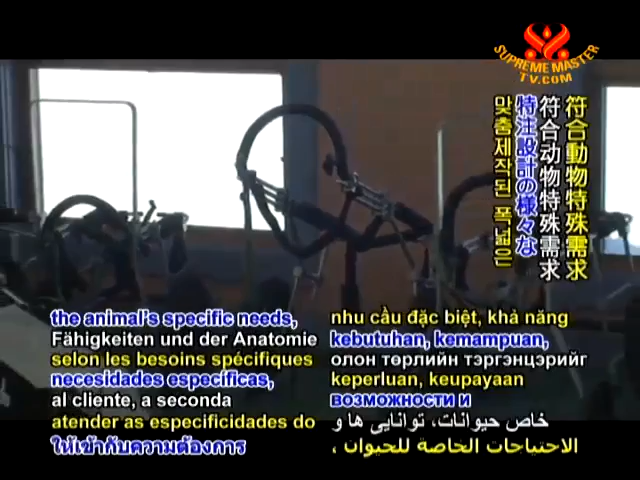 SUPREME MASTER
TV.COM
符合動物特殊需求
符合动物特殊需求
特注設計の様々な
맞춤제작된 폭넓은
the animal's specific needs,
Fähigkeiten und der Anatomie
selon les besoins spécifiques
necesidades específicas,
al cliente, a seconda
atender as especificidades do
ให้เข้ากับความต้องการ
nhu cầu đặc biệt, khả năng
kebutuhan, kemampuan,
олон төрлийн тэргэнцэрийг
keperluan, keupayaan
возможности и
خاص حیوانات، توانایی ها و
الاحتياجات الخاصة للحيوان ،